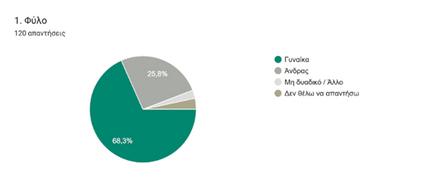 1. Φύλο
120 απαντήσεις
Γυναίκα
Άνδρας
Μη δυαδικό / Άλλο
Δεν θέλω να απαντήσω
25,8%
68,3%